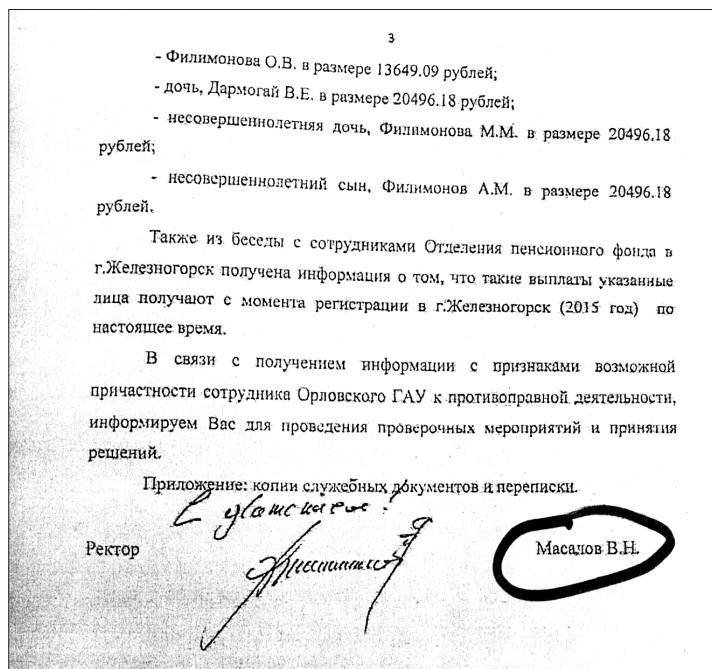 3
- Филимонова О.В. в размере 13649.09 рублей;
- дочь, Дармогай В.Е. в размере 20496.18 рублей;
- несовершеннолетняя дочь, Филимонова М.М. в размере 20496.18
рублей;
- несовершеннолетний сын, Филимонов А.М. в размере 20496.18
рублей.
Также из беседы с сотрудниками Отделения пенсионного фонда в
г.Железногорск получена информация о том, что такие выплаты указанные
лица получают с момента регистрации в г.Железногорск (2015 год) по
настоящее время.
В связи с получением информации с признаками возможной
причастности сотрудника Орловского ГАУ к противоправной деятельности,
информируем Вас для проведения проверочных мероприятий и принятия
решений.
Приложение: копии служебных документов и переписки.
С уважением!
Ректор
Масалов В.Н.